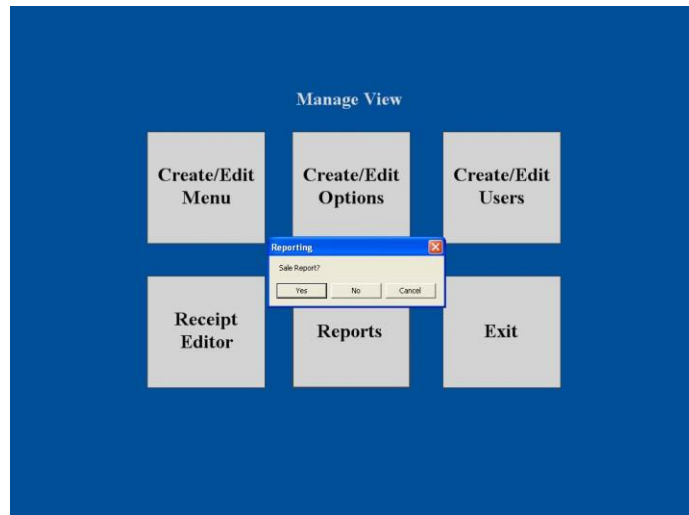 Manage View
Create/Edit
Menu
Create/Edit
Options
Create/Edit
Users
Reporting
Sale Report?
Yes
No
Cancel
Receipt
Editor
Reports
Exit